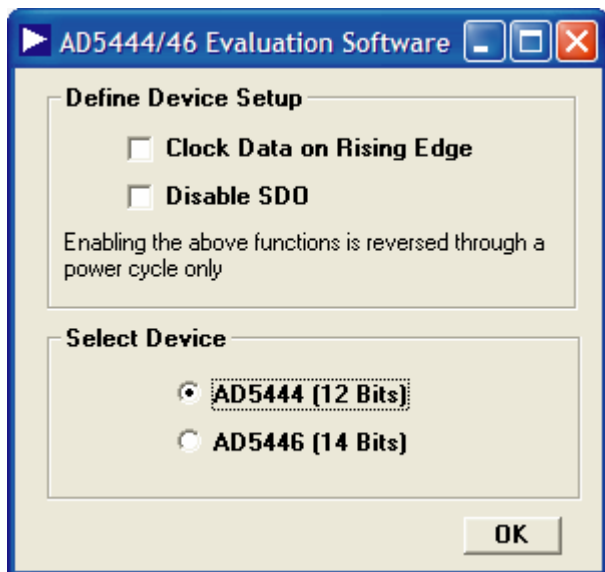 AD5444/46 Evaluation Software
Define Device Setup
Clock Data on Rising Edge
Disable SDO
Enabling the above functions is reversed through a
power cycle only
Select Device
AD5444 (12 Bits)
AD5446 (14 Bits)
OK